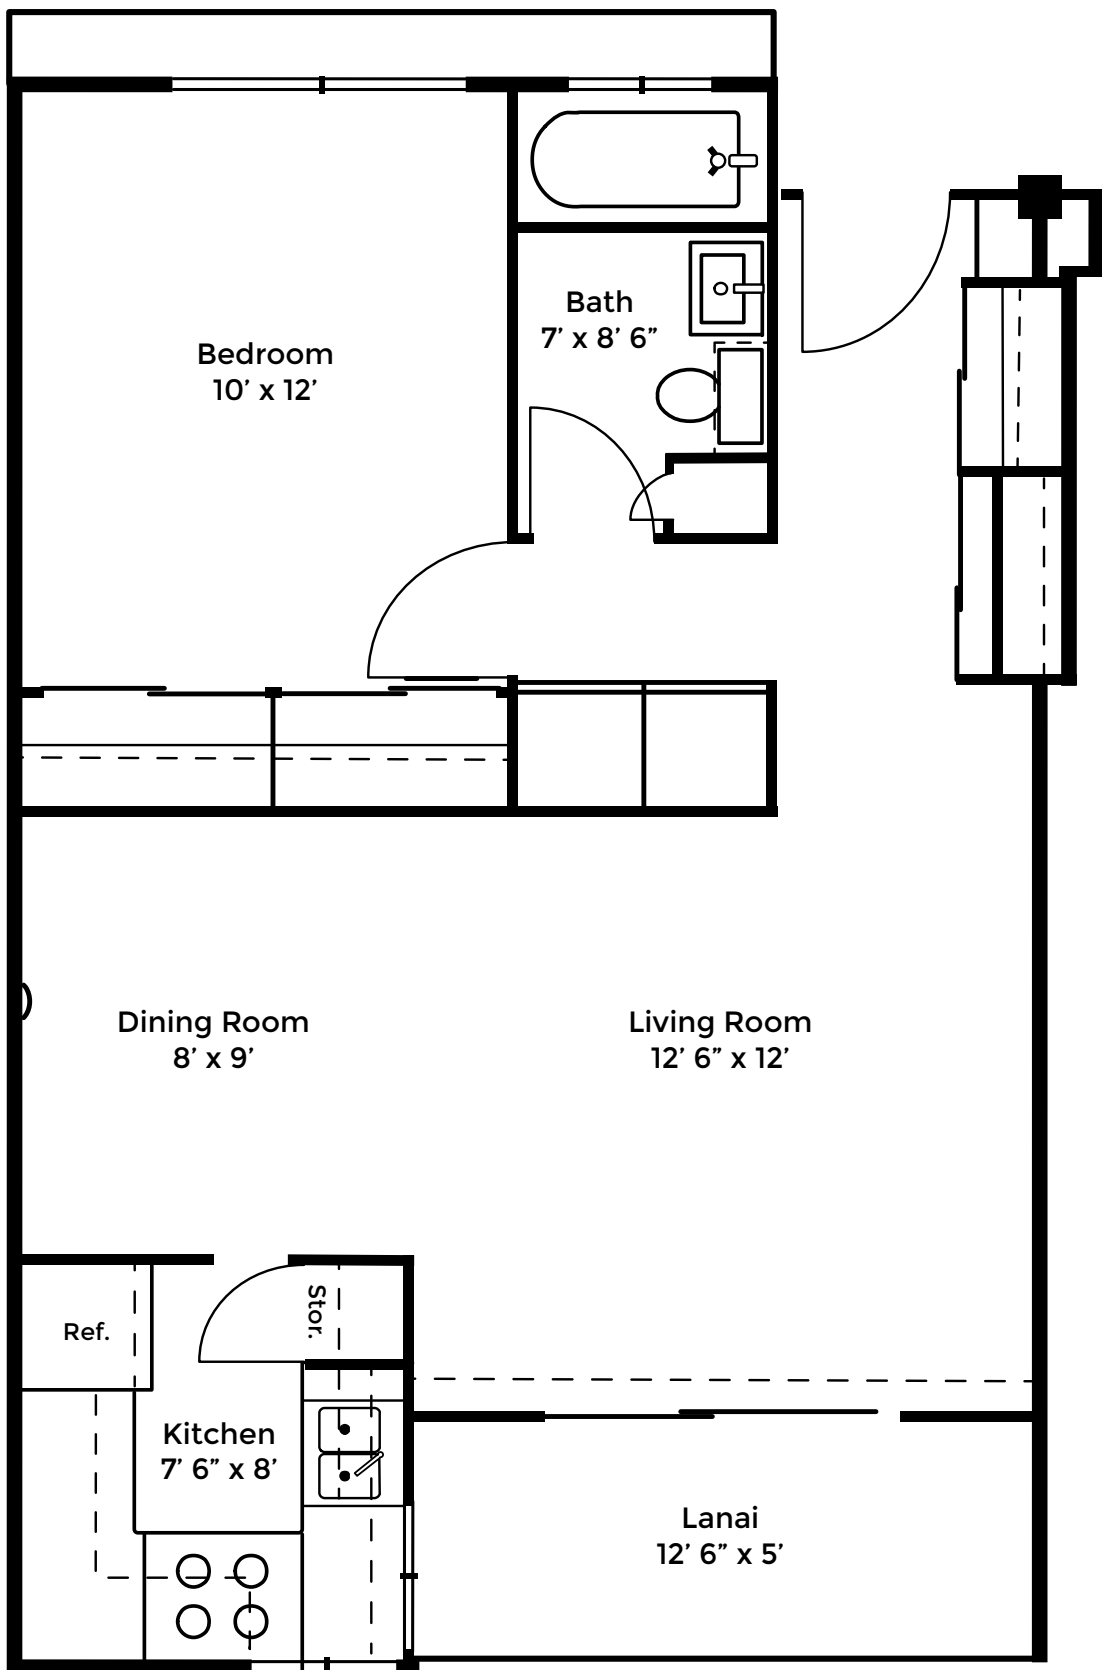 Bath
7’ x 8’ 6”
Bedroom
10’ x 12’
Dining Room
8’ x 9’
Living Room
12’ 6” x 12’
Stor.
Ref.
Kitchen
7’ 6” x 8’
Lanai
12’ 6” x 5’